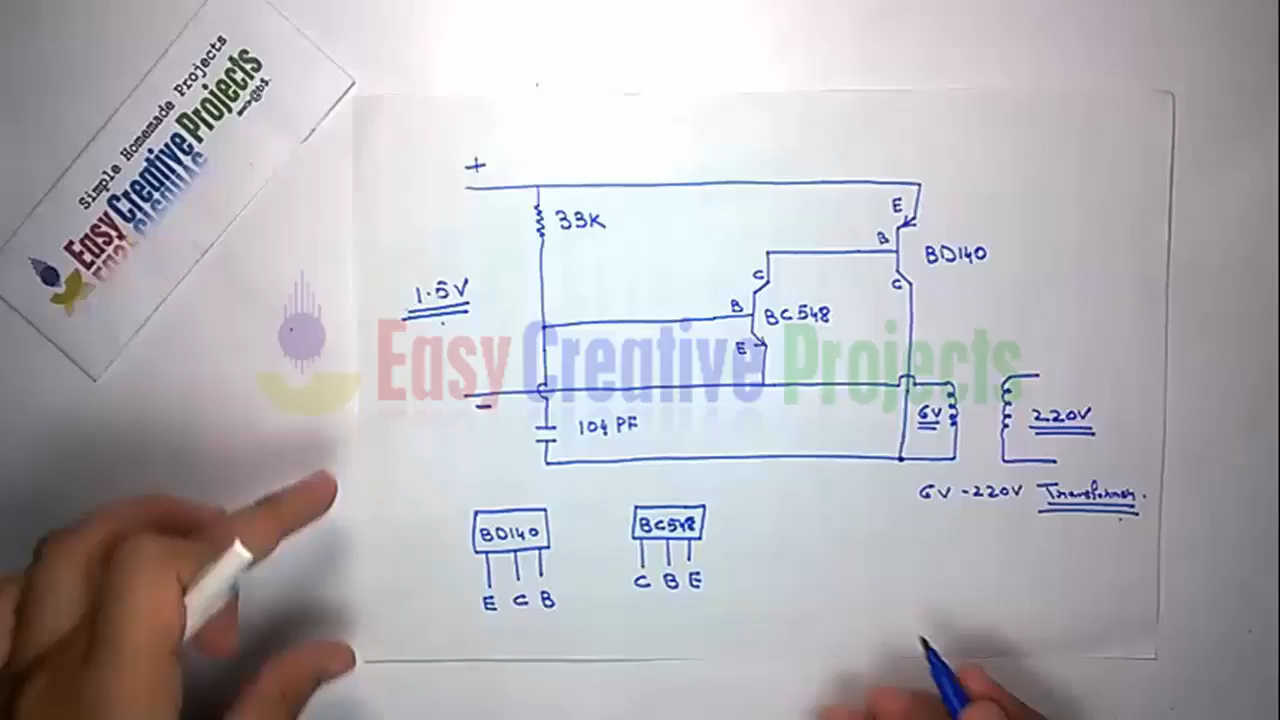 Simple Homemade Projects
Easy Creative Projects
+
33K
E
B
BD140
C
1.5V
C
B
BC548
E
Easy Creative Projects
-
104 PF
6V
220V
6V - 220V Transformer.
BD140
E C B
BC548
C B E